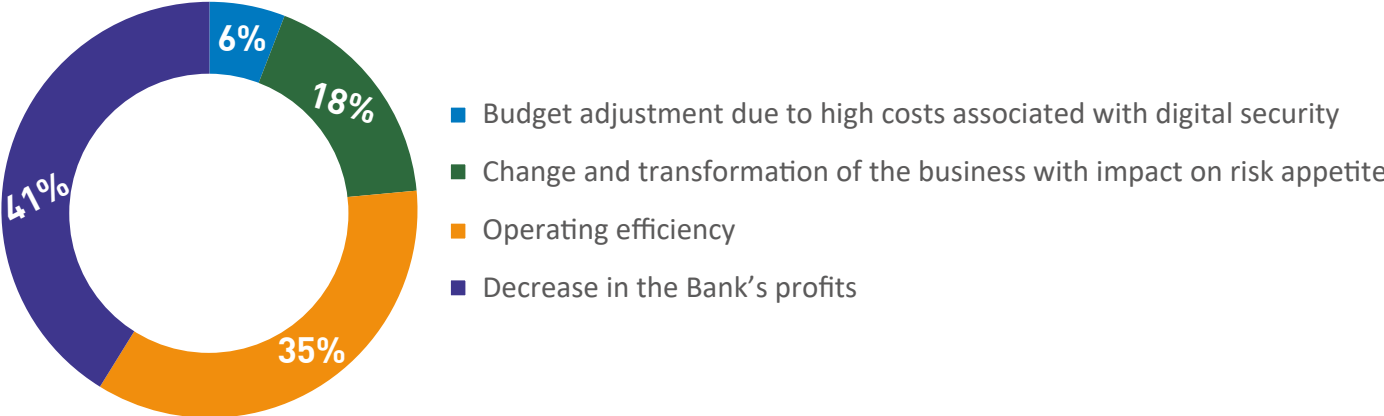 6%
18%
41%
35%
Budget adjustment due to high costs associated with digital security
Change and transformation of the business with impact on risk appetite
Operating efficiency
Decrease in the Bank’s profits